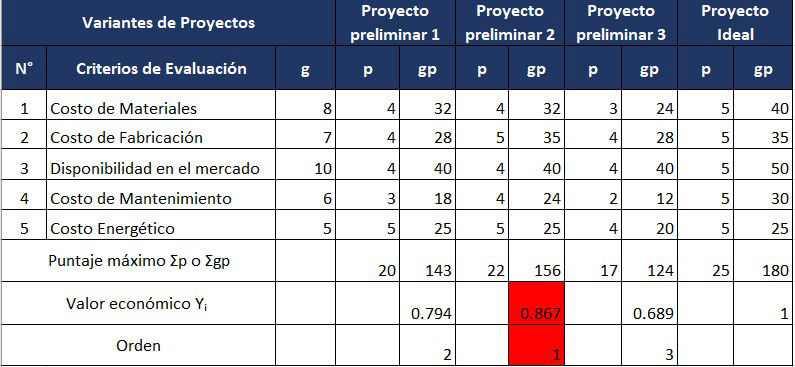 Variantes de Proyectos Proyecto preliminar 1 Proyecto preliminar 2 Proyecto preliminar 3 Proyecto Ideal
N° Criterios de Evaluación g p gp p gp p gp p gp
1 Costo de Materiales 8 4 32 4 32 3 24 5 40
2 Costo de Fabricación 7 4 28 5 35 4 28 5 35
3 Disponibilidad en el mercado 10 4 40 4 40 4 40 5 50
4 Costo de Mantenimiento 6 3 18 4 24 2 12 5 30
5 Costo Energético 5 5 25 5 25 4 20 5 25
Puntaje máximo Σp o Σgp 20 143 22 156 17 124 25 180
Valor económico Yᵢ 0.794 0.867 0.689 1
Orden 2 1 3